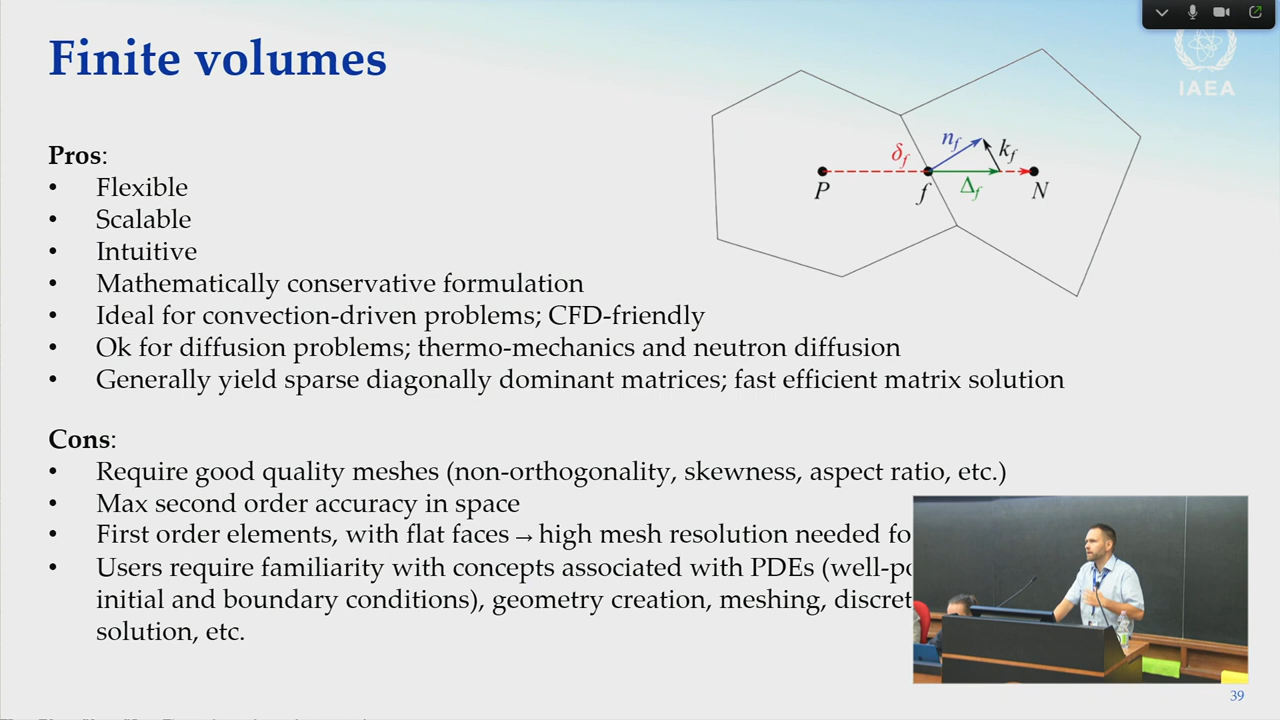 Finite volumes
IAEA
Pros:
• Flexible
• Scalable
• Intuitive
• Mathematically conservative formulation
• Ideal for convection-driven problems; CFD-friendly
• Ok for diffusion problems; thermo-mechanics and neutron diffusion
• Generally yield sparse diagonally dominant matrices; fast efficient matrix solution
δf
nf
kf
P
f
Δf
N
Cons:
• Require good quality meshes (non-orthogonality, skewness, aspect ratio, etc.)
• Max second order accuracy in space
• First order elements, with flat faces → high mesh resolution needed fo
• Users require familiarity with concepts associated with PDEs (well-po
initial and boundary conditions), geometry creation, meshing, discret
solution, etc.
39